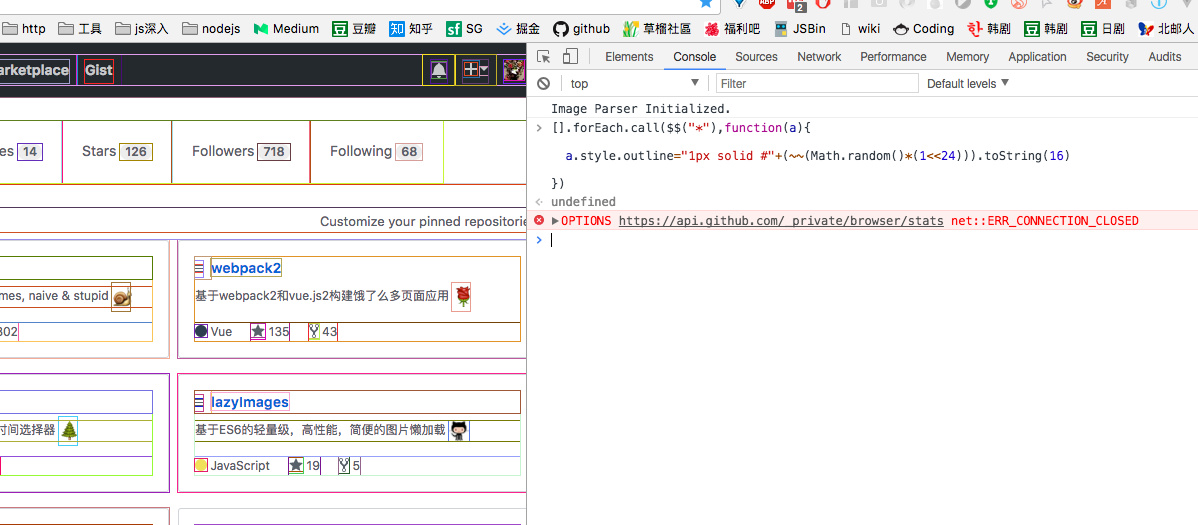 http 工具 js深入 nodejs Medium 豆瓣 知乎 SG 掘金 github 草榴社區 福利吧 JSBin wiki Coding 韩剧 韩剧 日剧 北邮人
arketplace Gist
es 14 Stars 126 Followers 718 Following 68
Customize your pinned repositorie
mes, naive & stupid
302
webpack2
基于webpack2和vue.js2构建饿了么多页面应用
Vue 135 43
时间选择器
lazyImages
基于ES6的轻量级，高性能，简便的图片懒加载
JavaScript 19 5
Elements Console Sources Network Performance Memory Application Security Audits
top Filter Default levels
Image Parser Initialized.
[].forEach.call($$("*"),function(a){
a.style.outline="1px solid #"+(~~(Math.random()*(1<<24))).toString(16)
})
undefined
OPTIONS https://api.github.com/_private/browser/stats net::ERR_CONNECTION_CLOSED